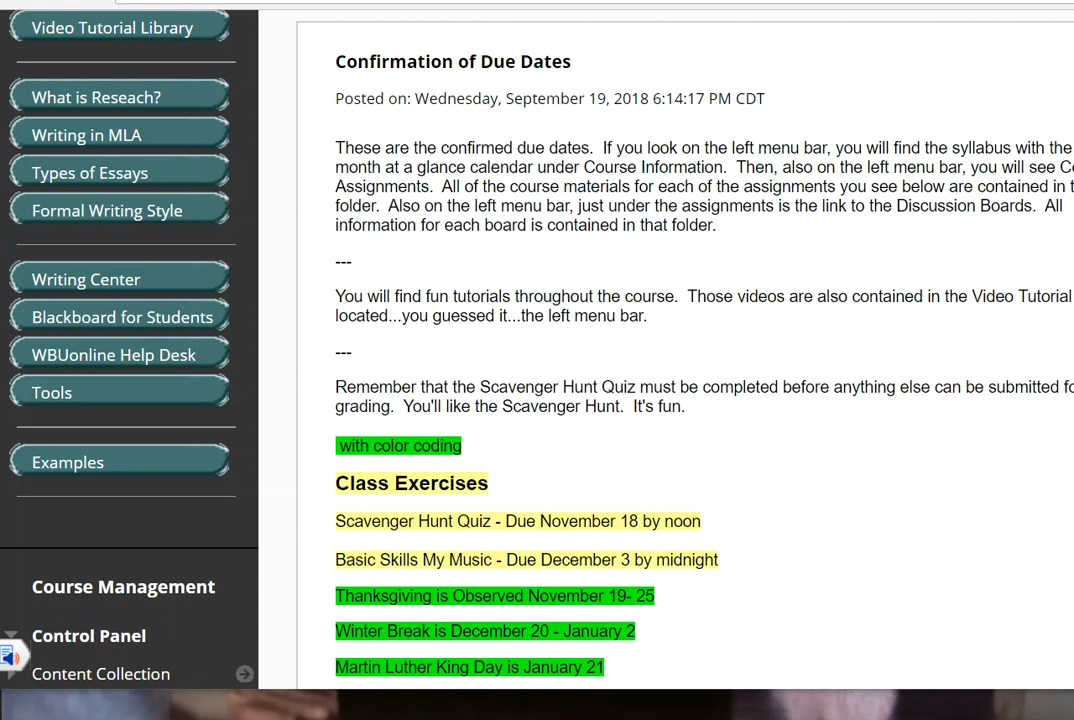 Video Tutorial Library
What is Reseach?
Writing in MLA
Types of Essays
Formal Writing Style
Writing Center
Blackboard for Students
WBUonline Help Desk
Tools
Examples
Course Management
Control Panel
Content Collection
Confirmation of Due Dates
Posted on: Wednesday, September 19, 2018 6:14:17 PM CDT
These are the confirmed due dates.  If you look on the left menu bar, you will find the syllabus with the
month at a glance calendar under Course Information.  Then, also on the left menu bar, you will see
Assignments.  All of the course materials for each of the assignments you see below are contained in
folder.  Also on the left menu bar, just under the assignments is the link to the Discussion Boards.  All
information for each board is contained in that folder.
---
You will find fun tutorials throughout the course.  Those videos are also contained in the Video Tutorial
located...you guessed it...the left menu bar.
---
Remember that the Scavenger Hunt Quiz must be completed before anything else can be submitted
grading.  You'll like the Scavenger Hunt.  It's fun.
with color coding
Class Exercises
Scavenger Hunt Quiz - Due November 18 by noon
Basic Skills My Music - Due December 3 by midnight
Thanksgiving is Observed November 19- 25
Winter Break is December 20 - January 2
Martin Luther King Day is January 21